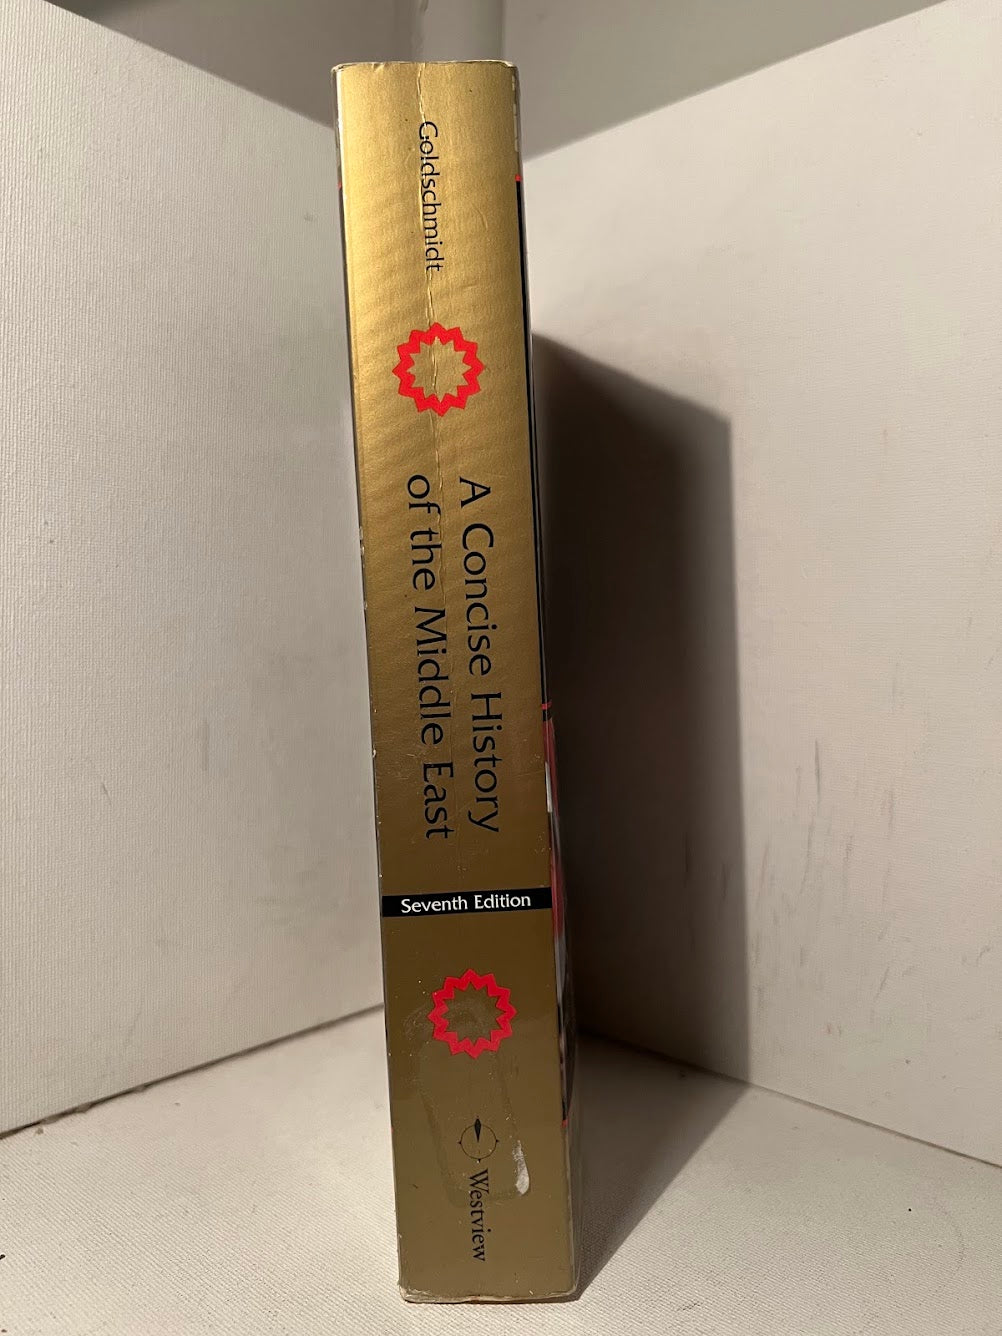 Goldschmidt
A Concise History
of the Middle East
Seventh Edition
Westview